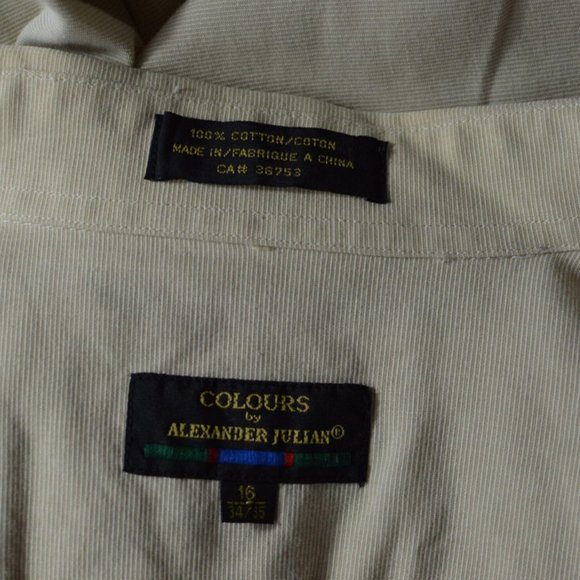 100% COTTON/COTON
MADE IN/FABRIQUE A CHINA
CA# 36753
COLOURS
by
ALEXANDER JULIAN®
16
34/35